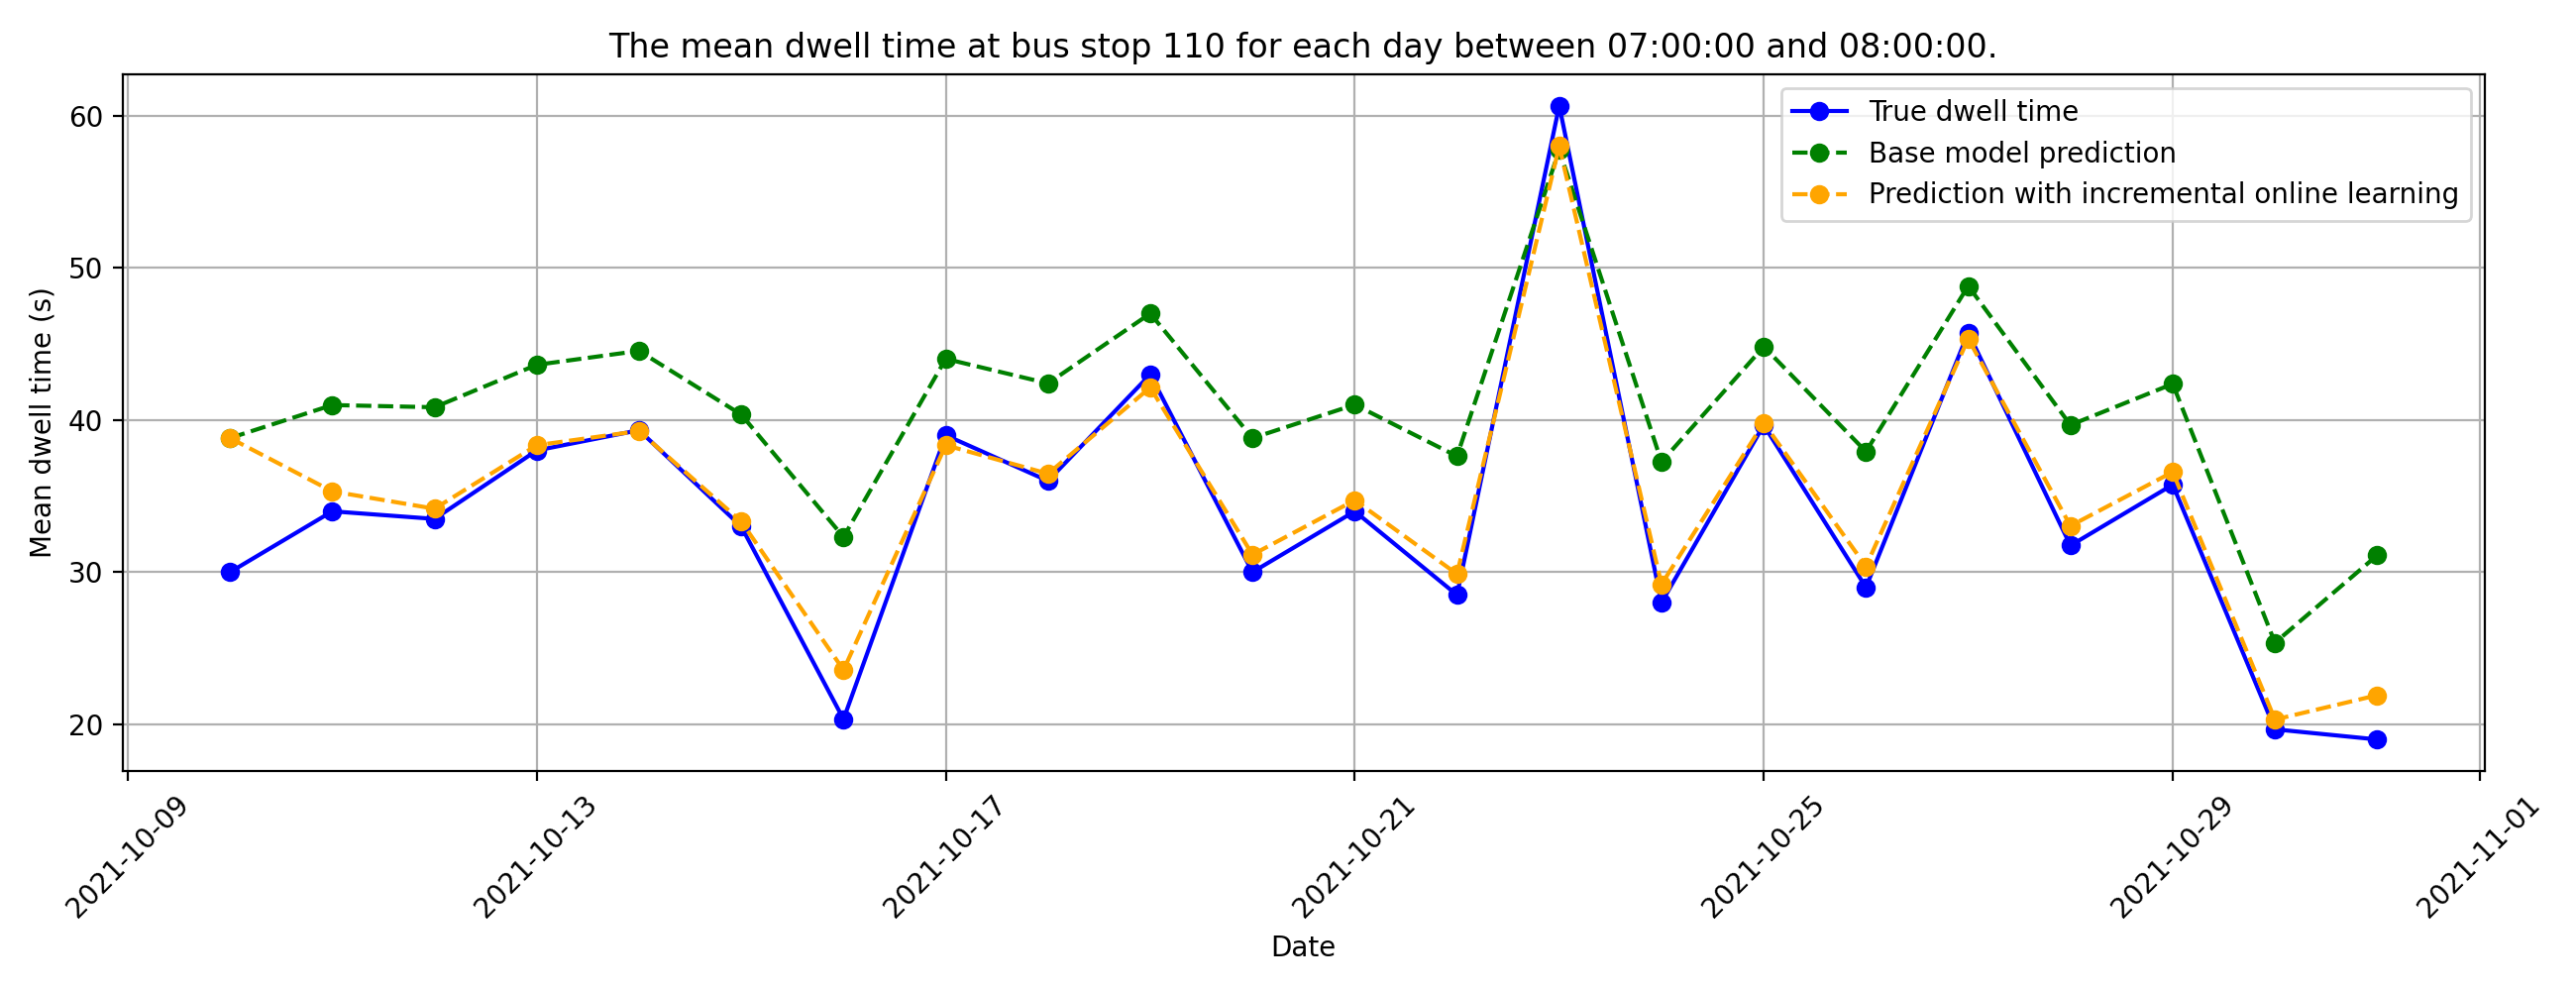 The mean dwell time at bus stop 110 for each day between 07:00:00 and 08:00:00.
True dwell time
Base model prediction
Prediction with incremental online learning
Mean dwell time (s)
60
50
40
30
20
2021-10-09
2021-10-13
2021-10-17
2021-10-21
2021-10-25
2021-10-29
2021-11-01
Date